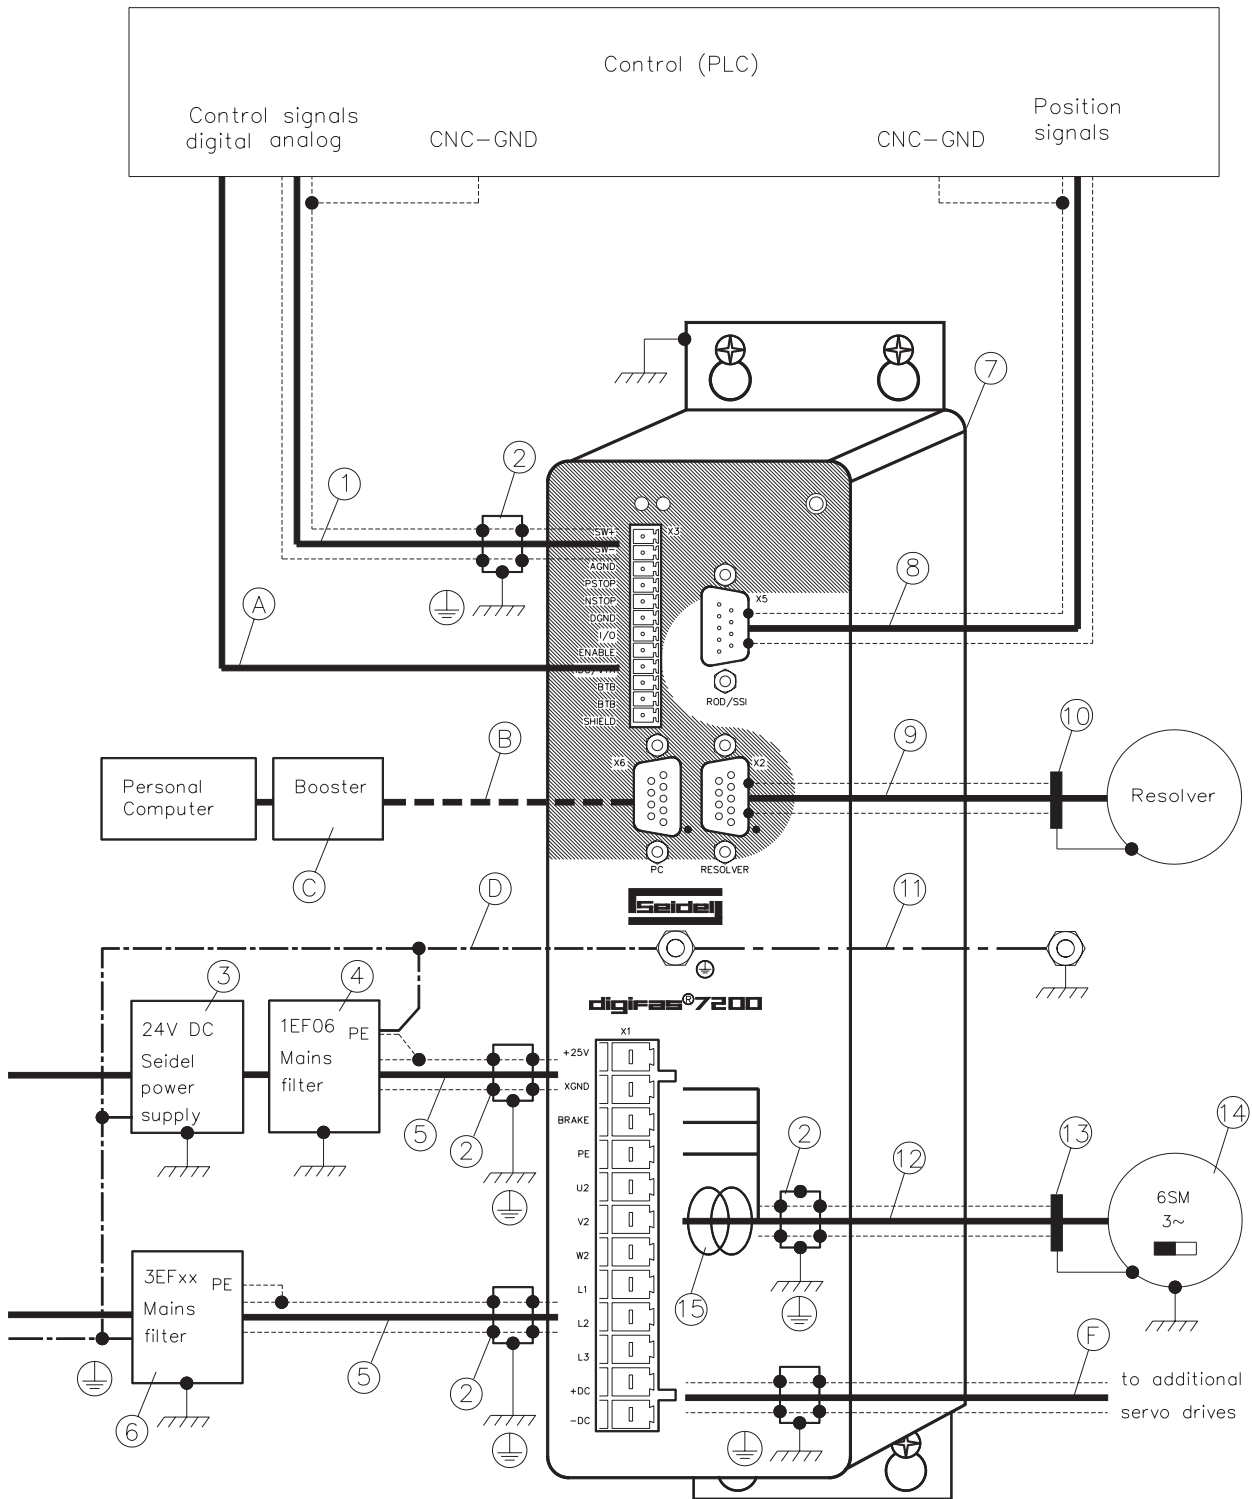 Control (PLC)
Control signals
digital analog
CNC-GND
CNC-GND
Position
signals
7
2
1
SW+
X3
SW-
AGND
PSTOP
NSTOP
DGND
I/O
ENABLE
BTB
BTB
SHIELD
A
X5
8
ROD/SSI
B
9
10
X6
X2
Personal
Computer
Booster
Resolver
C
PC
RESOLVER
Seidel
D
11
3
4
digifas®7200
24V DC
Seidel
power
supply
1EF06
PE
Mains
filter
X1
+25V
XGND
BRAKE
PE
U2
V2
W2
L1
L2
L3
+DC
-DC
5
2
2
12
13
14
6SM
3~
15
3EFxx
PE
Mains
filter
5
2
6
F
to additional
servo drives